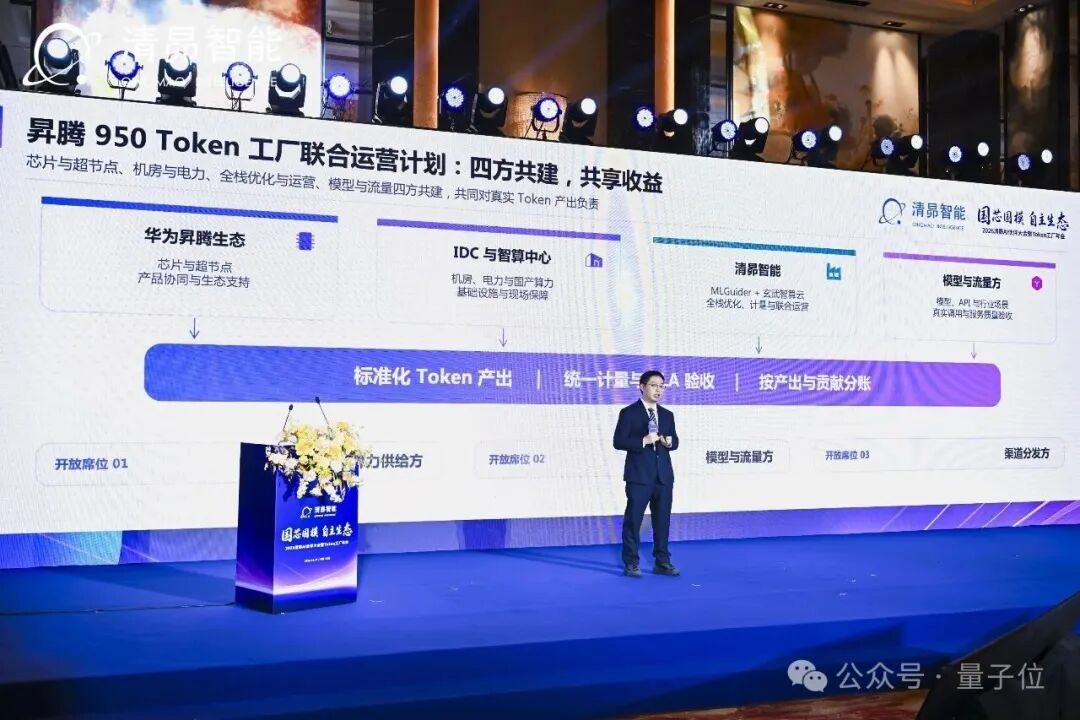 清昴智能
昇腾 950 Token 工厂联合运营计划：四方共建，共享收益
芯片与超节点、机房与电力、全栈优化与运营、模型与流量四方共建，共同对真实 Token 产出负责
清昴智能
国芯国模 自主生态
华为昇腾生态
芯片与超节点
产品协同与生态支持
IDC 与智算中心
机房、电力与国产算力
基础设施与现场保障
清昴智能
MLGuider + 玄武智算云
全栈优化、计量与联合运营
模型与流量方
模型、API 与行业场景
真实调用与服务质量验收
标准化 Token 产出 | 统一计量与 A 验收 | 按产出与贡献分账
开放席位 01
力供给方
开放席位 02
模型与流量方
开放席位 03
渠道分发方
清昴智能
国芯国模 自主生态
公众号·量子位